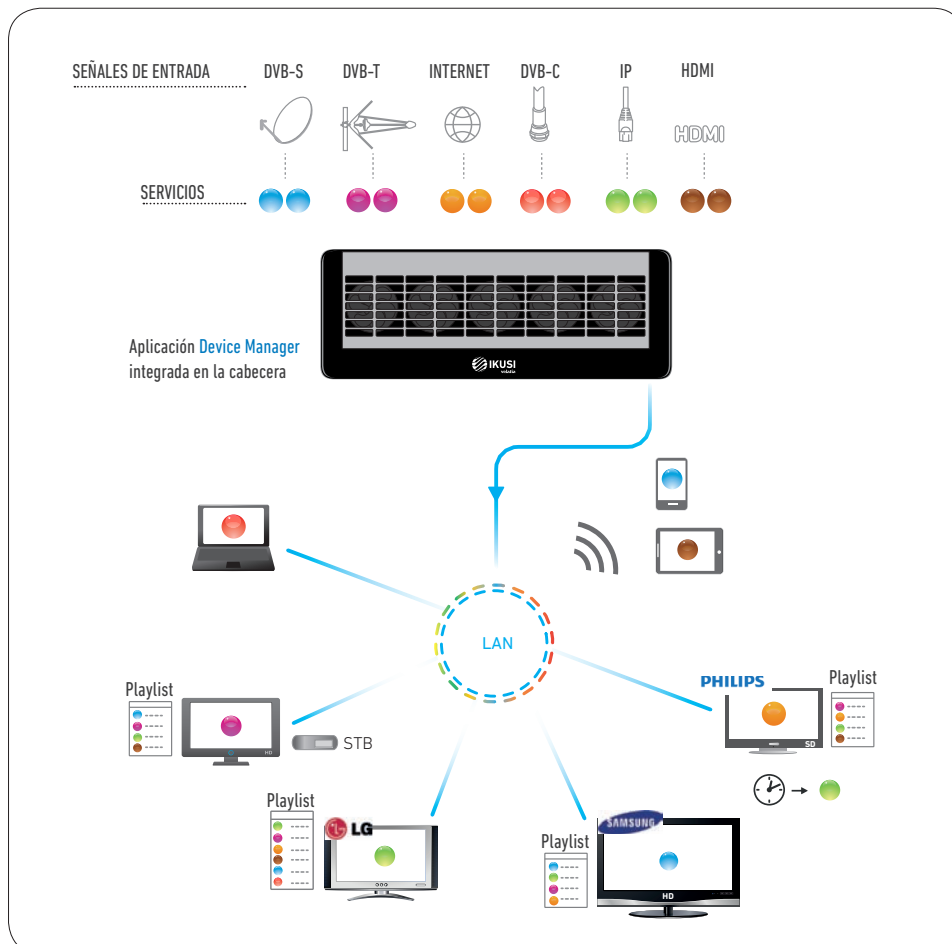 SEÑALES DE ENTRADA
DVB-S
DVB-T
INTERNET
DVB-C
IP
HDMI
HDMI
SERVICIOS
Aplicación Device Manager
integrada en la cabecera
IKUSI
volatia
LAN
Playlist
HD
STB
PHILIPS
Playlist
SD
Playlist
LG
SAMSUNG
Playlist
HD